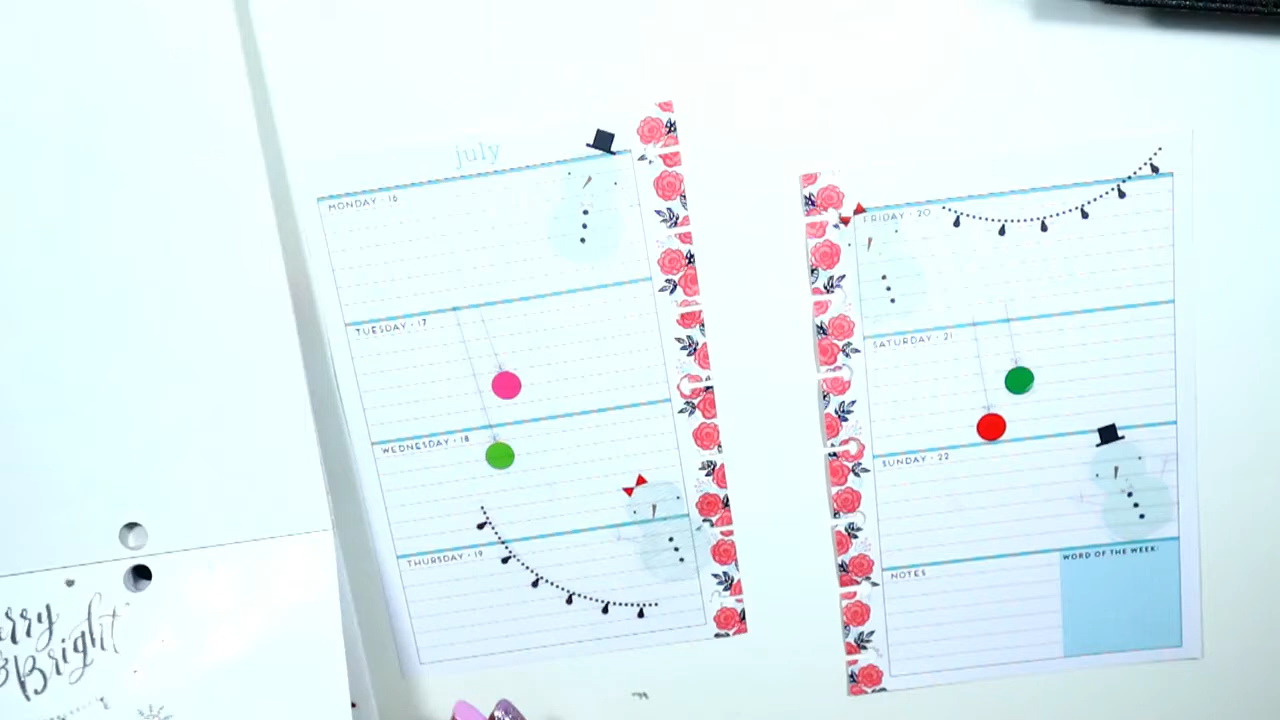 july
MONDAY · 16
TUESDAY · 17
WEDNESDAY · 18
THURSDAY · 19
FRIDAY · 20
SATURDAY · 21
SUNDAY · 22
NOTES
WORD OF THE WEEK:
Bright